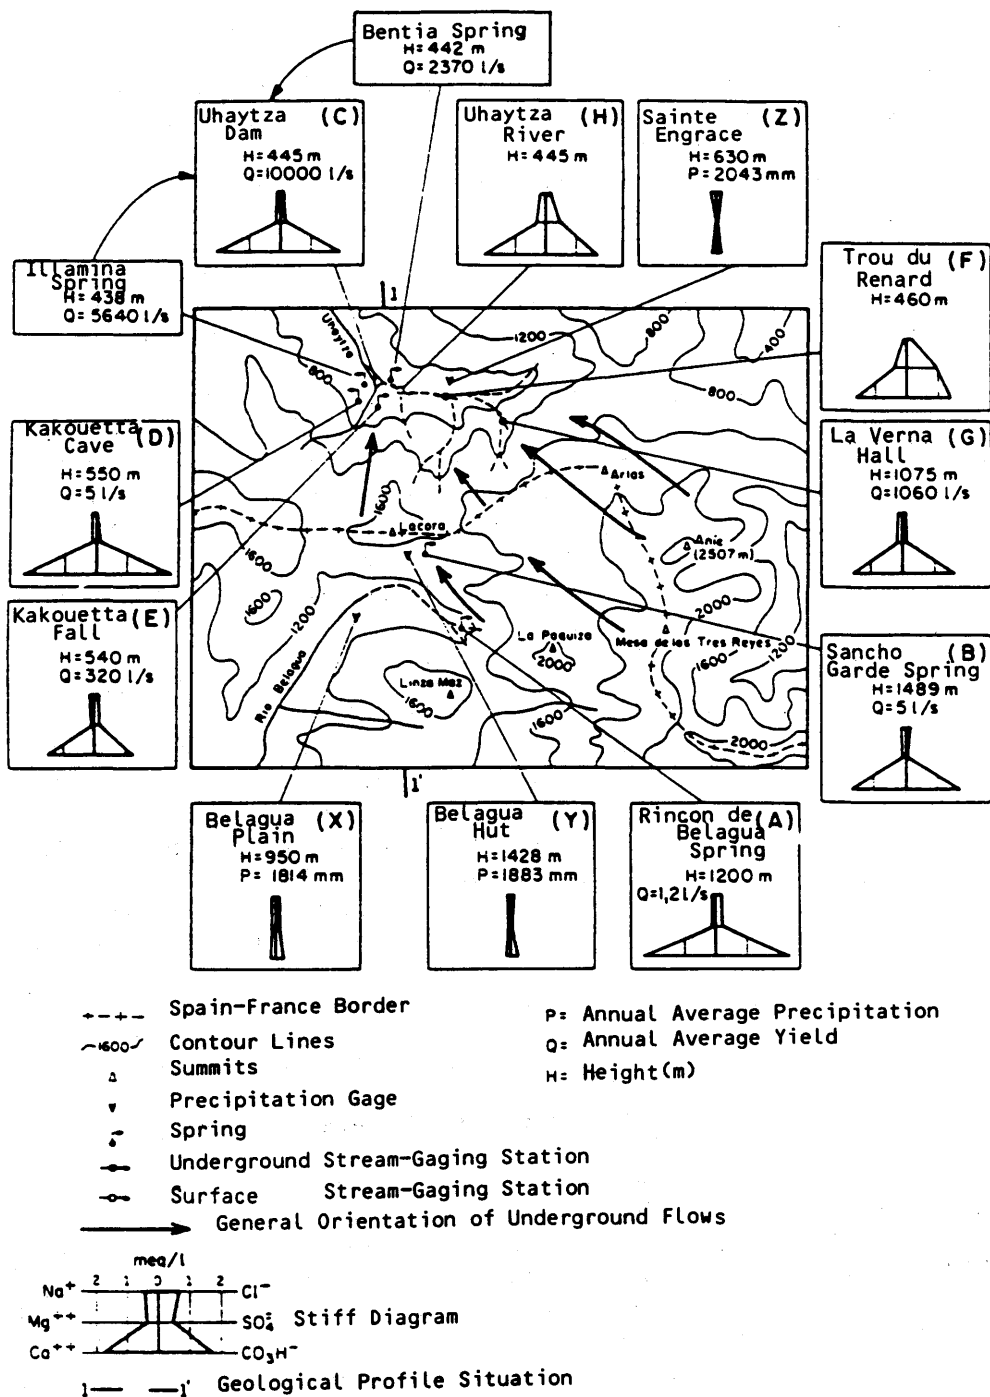 Bentia Spring
H=442 m
Q=2370 l/s
Uhaytza (C)
Dam
H=445 m
Q=10000 l/s
Uhaytza (H)
River
H=445 m
Sainte (Z)
Engrace
H=630 m
P=2043 mm
Illamina
Spring
H=438 m
Q=5640 l/s
Trou du (F)
Renard
H=460 m
Kakouetta (D)
Cave
H=550 m
Q=5 l/s
La Verna (G)
Hall
H=1075 m
Q=1060 l/s
Kakouetta (E)
Fall
H=540 m
Q=320 l/s
Sancho (B)
Garde Spring
H=1489 m
Q=5 l/s
1
Uhaytza
1200
800
400
800
800
Arlas
1600
Lacora
Anie
(2507 m)
1600
1600
1200
2000
La Paquiza
2000
Mesa de los Tres Reyes
1200
1600
Rio Belagua
Linza Maz
1600
1600
2000
1'
Belagua (X)
Plain
H=950 m
P= 1814 mm
Belagua (Y)
Hut
H=1428 m
P=1883 mm
Rincon de (A)
Belagua
Spring
H=1200 m
Q=1,2 l/s
Spain-France Border
1600 Contour Lines
Summits
Precipitation Gage
Spring
Underground Stream-Gaging Station
Surface Stream-Gaging Station
General Orientation of Underground Flows
P= Annual Average Precipitation
Q= Annual Average Yield
H= Height(m)
meq/l
2 1 0 1 2
Na++ Cl-
Mg++ SO4= Stiff Diagram
Ca++ CO3H-
1 1' Geological Profile Situation